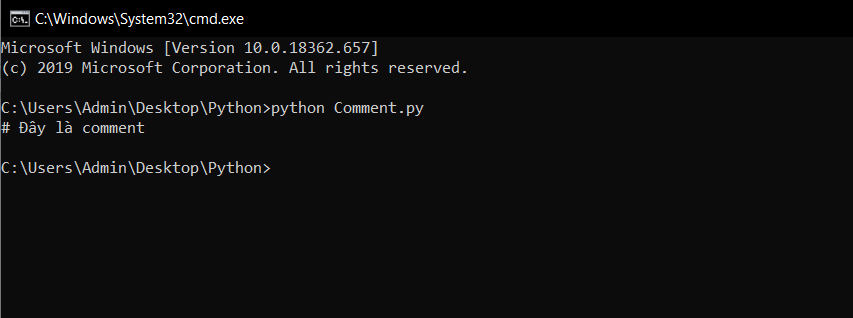 C:\Windows\System32\cmd.exe
Microsoft Windows [Version 10.0.18362.657]
(c) 2019 Microsoft Corporation. All rights reserved.
C:\Users\Admin\Desktop\Python>python Comment.py
# Đây là comment
C:\Users\Admin\Desktop\Python>